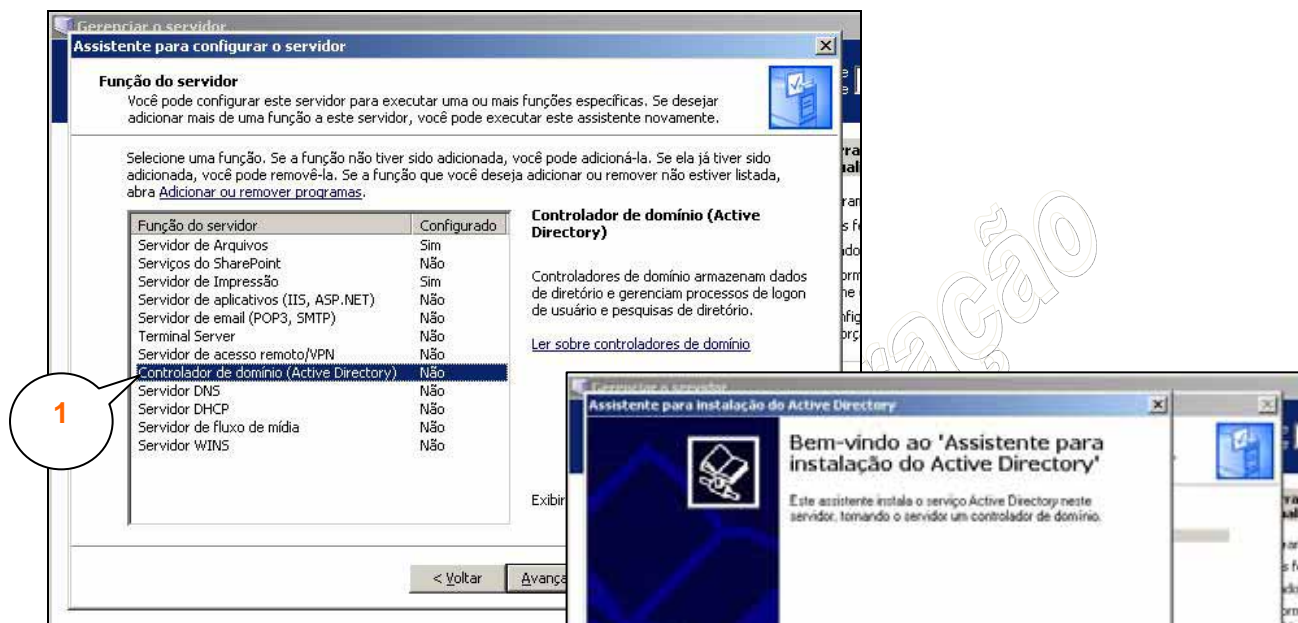 Gerenciar o servidor
Assistente para configurar o servidor
Função do servidor
Você pode configurar este servidor para executar uma ou mais funções específicas. Se desejar
adicionar mais de uma função a este servidor, você pode executar este assistente novamente.
Selecione uma função. Se a função não tiver sido adicionada, você pode adicioná-la. Se ela já tiver sido
adicionada, você pode removê-la. Se a função que você deseja adicionar ou remover não estiver listada,
abra Adicionar ou remover programas.
Função do servidor Configurado
Servidor de Arquivos Sim
Serviços do SharePoint Não
Servidor de Impressão Sim
Servidor de aplicativos (IIS, ASP.NET) Não
Servidor de email (POP3, SMTP) Não
Terminal Server Não
Servidor de acesso remoto/VPN Não
Controlador de domínio (Active Directory) Não
Servidor DNS Não
Servidor DHCP Não
Servidor de fluxo de mídia Não
Servidor WINS Não
Controlador de domínio (Active
Directory)
Controladores de domínio armazenam dados
de diretório e gerenciam processos de logon
de usuário e pesquisas de diretório.
Ler sobre controladores de domínio
Exibir
< Voltar Avança
1
ração
Gerenciar o servidor
Assistente para instalação do Active Directory
Bem-vindo ao 'Assistente para
instalação do Active Directory'
Este assistente instala o serviço Active Directory neste
servidor, tornando o servidor um controlador de domínio.